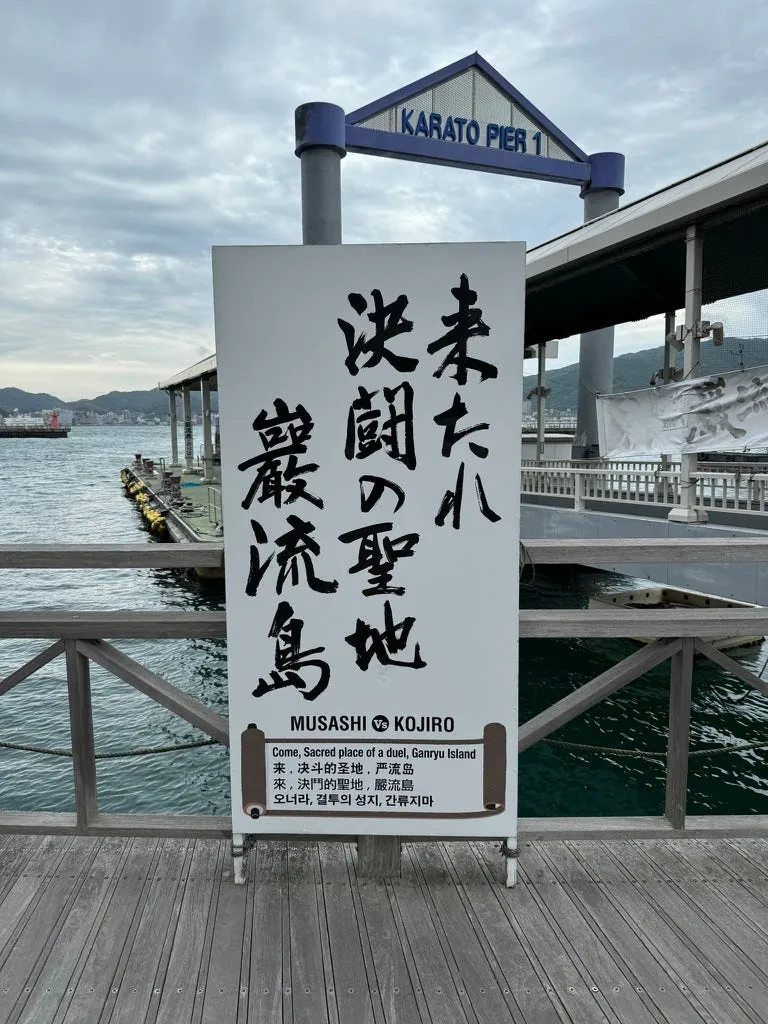 KARATO PIER 1
来たれ
決闘の聖地
巖流島
MUSASHI Vs KOJIRO
Come, Sacred place of a duel, Ganryu Island
来，决斗的圣地，严流岛
來，決鬥的聖地，嚴流島
오너라, 결투의 성지, 간류지마